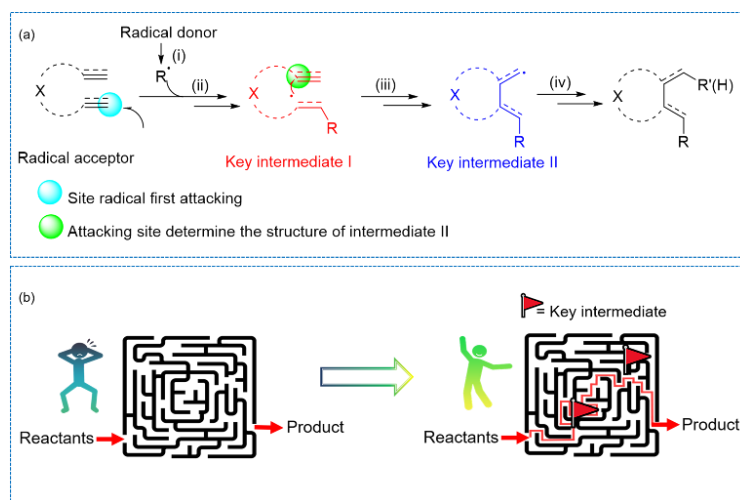 (a)
Radical donor
(i)
R·
(ii)
(iii)
(iv)
X
X
X
X
R
R
R'(H)
R
Radical acceptor
Key intermediate I
Key intermediate II
Site radical first attacking
Attacking site determine the structure of intermediate II
(b)
= Key intermediate
Reactants
Product
Reactants
Product